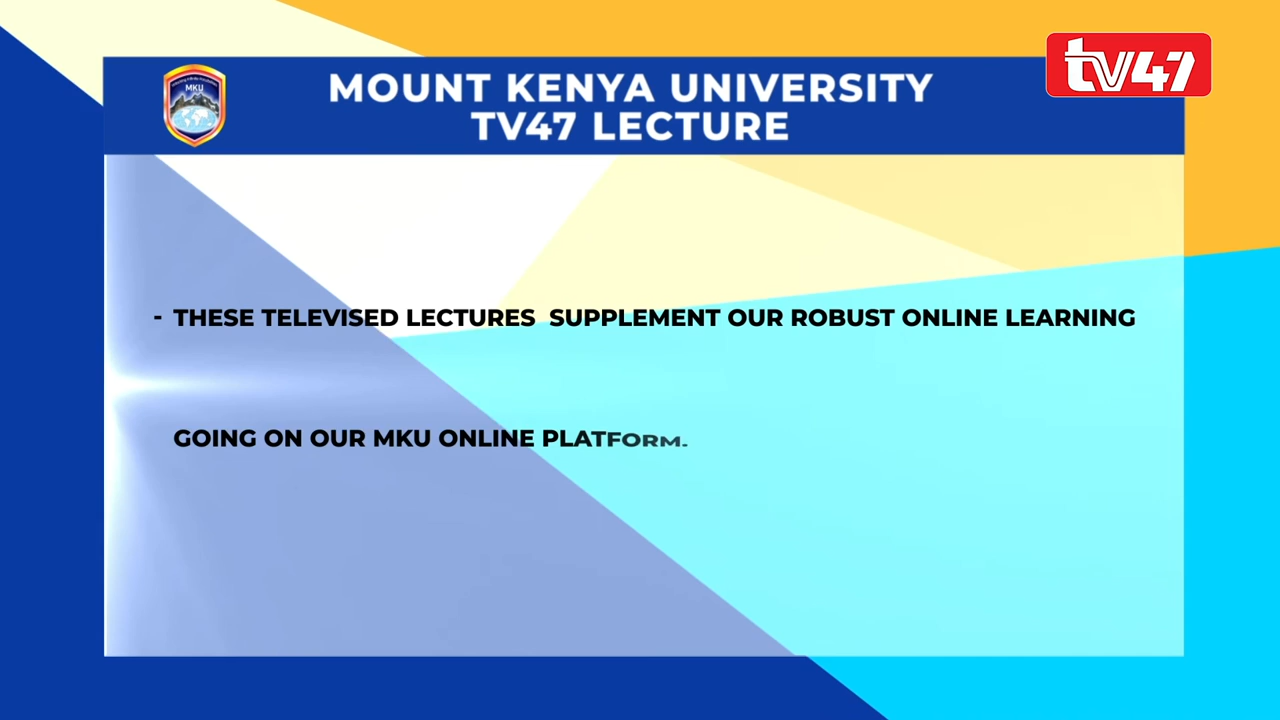 MOUNT KENYA UNIVERSITY
TV47 LECTURE
tv47
MKU
- THESE TELEVISED LECTURES SUPPLEMENT OUR ROBUST ONLINE LEARNING
GOING ON OUR MKU ONLINE PLATFORM.